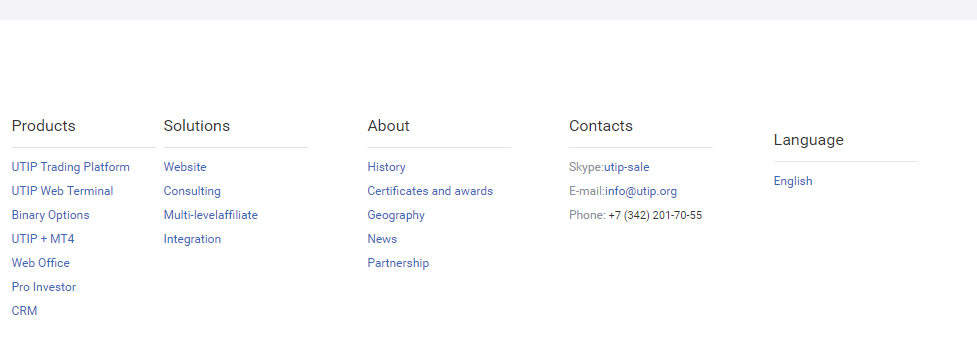 Products
UTIP Trading Platform
UTIP Web Terminal
Binary Options
UTIP + MT4
Web Office
Pro Investor
CRM
Solutions
Website
Consulting
Multi-levelaffiliate
Integration
About
History
Certificates and awards
Geography
News
Partnership
Contacts
Skype:utip-sale
E-mail:info@utip.org
Phone: +7 (342) 201-70-55
Language
English